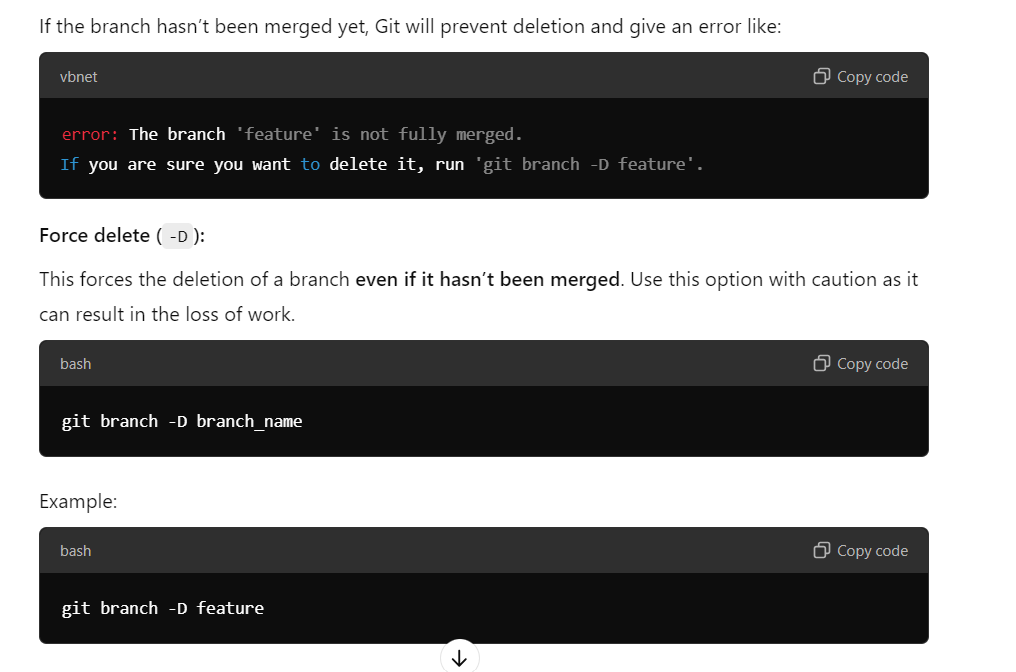 If the branch hasn’t been merged yet, Git will prevent deletion and give an error like:
vbnet Copy code
error: The branch 'feature' is not fully merged.
If you are sure you want to delete it, run 'git branch -D feature'.
Force delete ( -D ):
This forces the deletion of a branch even if it hasn’t been merged. Use this option with caution as it
can result in the loss of work.
bash Copy code
git branch -D branch_name
Example:
bash Copy code
git branch -D feature